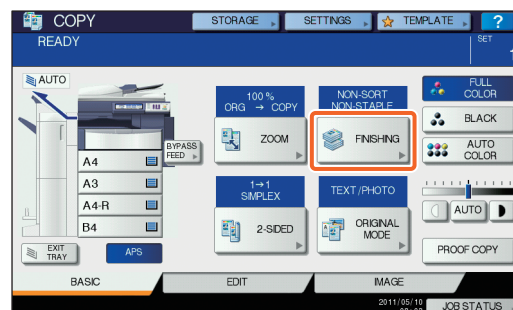 COPY
STORAGE
SETTINGS
TEMPLATE
?
READY
SET
AUTO
100 %
ORG → COPY
ZOOM
NON-SORT
NON-STAPLE
FINISHING
FULL
COLOR
BLACK
AUTO
COLOR
BYPASS
FEED
A4
A3
A4-R
B4
EXIT
TRAY
APS
1→1
SIMPLEX
2-SIDED
TEXT/PHOTO
ORIGINAL
MODE
AUTO
PROOF COPY
BASIC
EDIT
IMAGE
2011/05/10
JOB STATUS